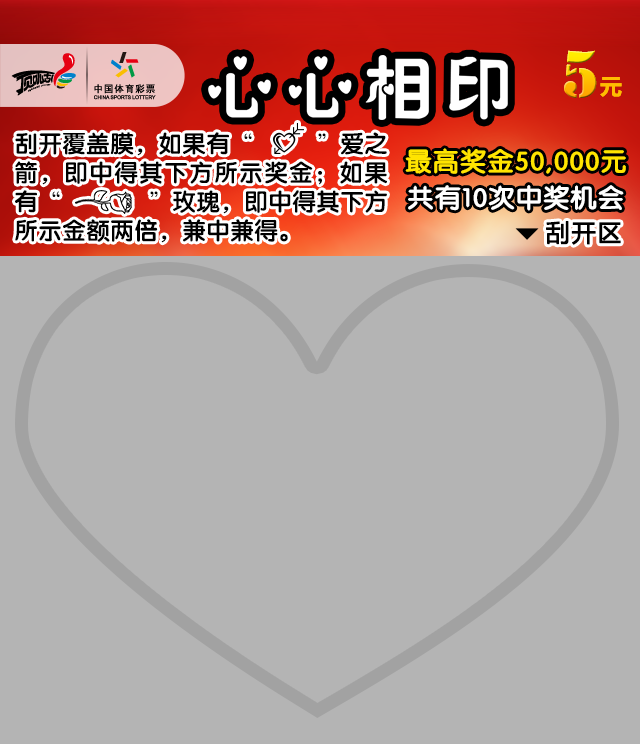 顶呱刮
中国体育彩票
CHINA SPORTS LOTTERY
心心相印
5元
刮开覆盖膜，如果有“ ”爱之
箭，即中得其下方所示奖金；如果
有“ ”玫瑰，即中得其下方
所示金额两倍，兼中兼得。
最高奖金50,000元
共有10次中奖机会
刮开区